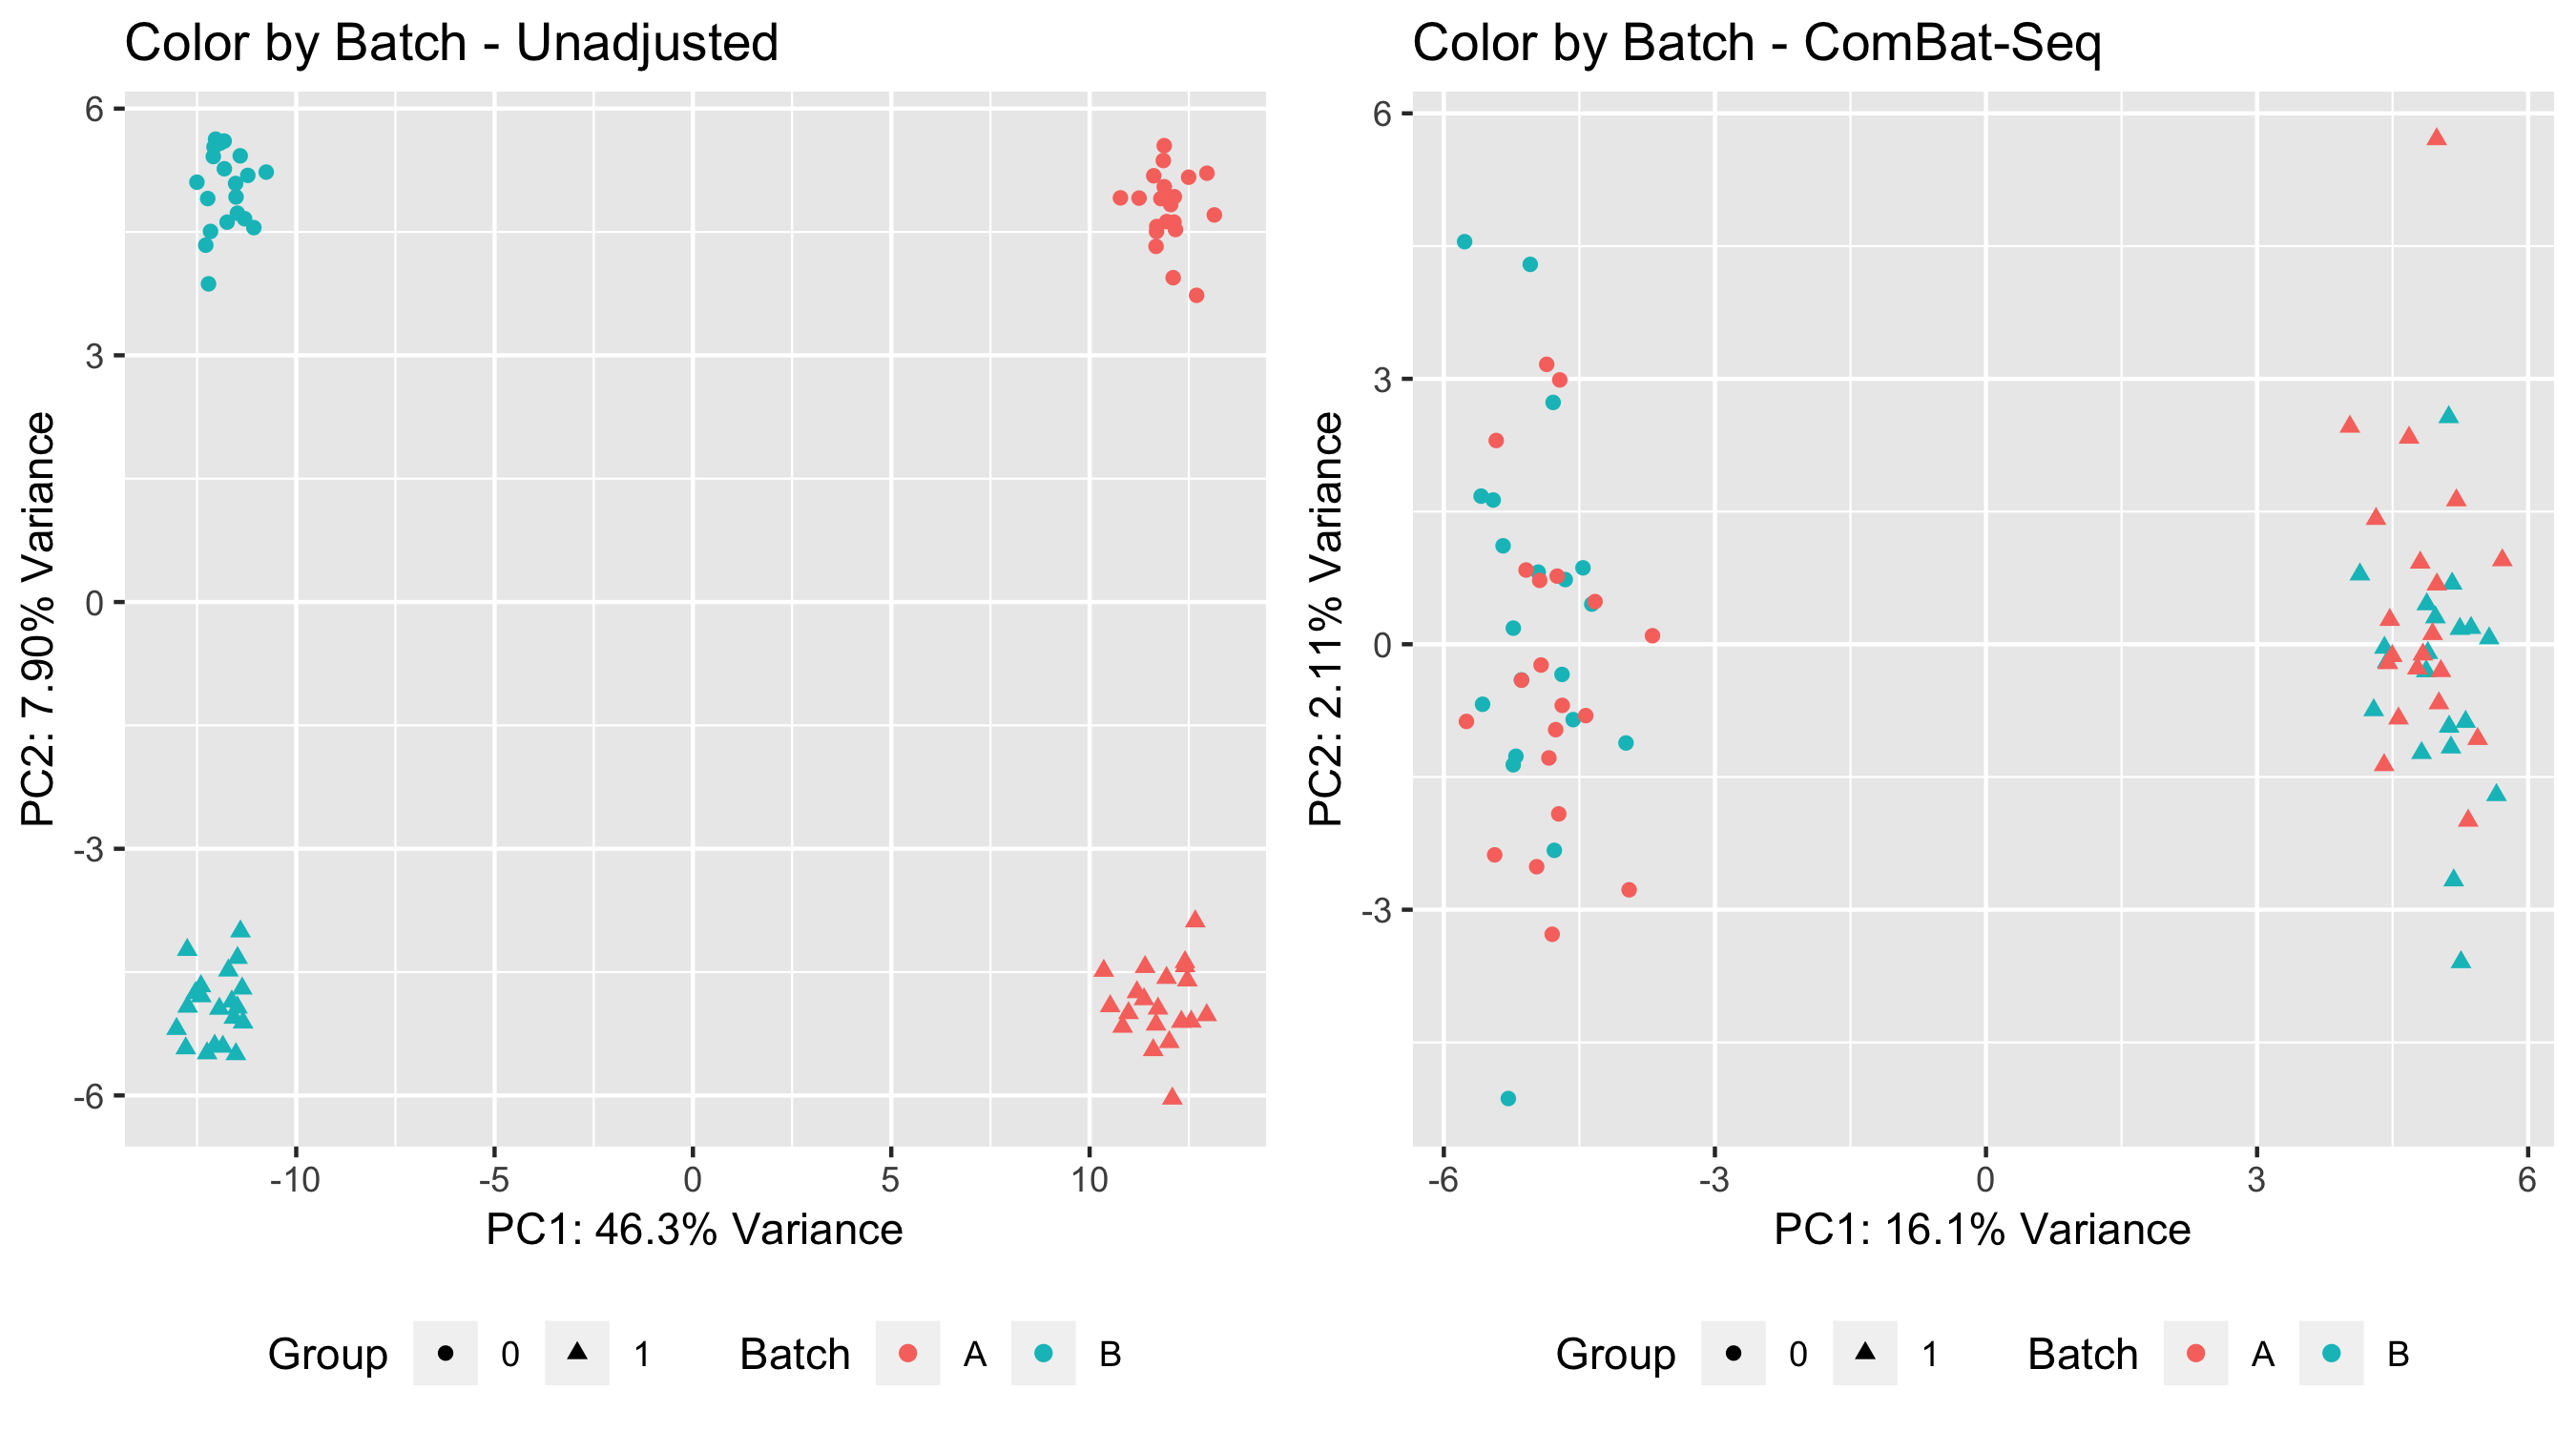 Color by Batch - Unadjusted
6
3
0
-3
-6
PC2: 7.90% Variance
-10 -5 0 5 10
PC1: 46.3% Variance
Group 0 1 Batch A B
Color by Batch - ComBat-Seq
6
3
0
-3
PC2: 2.11% Variance
-6 -3 0 3 6
PC1: 16.1% Variance
Group 0 1 Batch A B